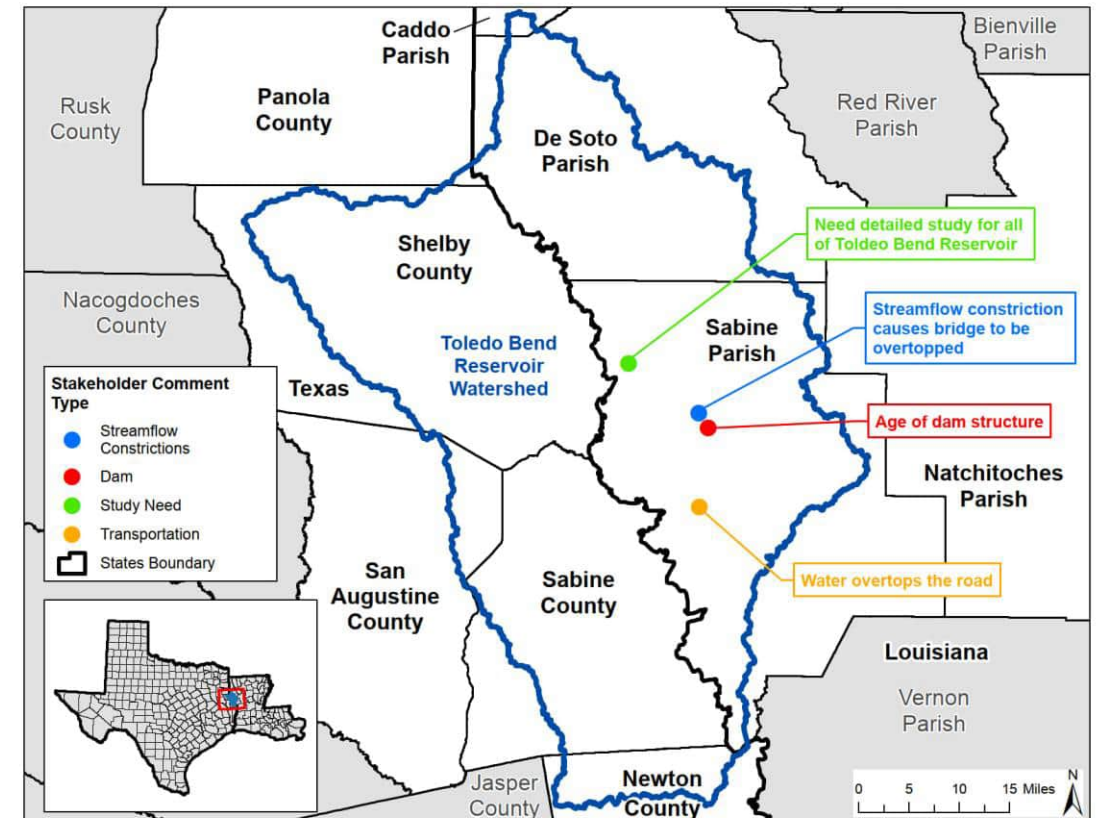 Caddo
Parish
Bienville
Parish
Rusk
County
Panola
County
Red River
Parish
De Soto
Parish
Need detailed study for all
of Toldeo Bend Reservoir
Shelby
County
Nacogdoches
County
Streamflow constriction
causes bridge to be
overtopped
Sabine
Parish
Toledo Bend
Reservoir
Watershed
Stakeholder Comment
Type
Streamflow
Constrictions
Dam
Study Need
Transportation
States Boundary
Texas
Age of dam structure
Natchitoches
Parish
San
Augustine
County
Sabine
County
Water overtops the road
Louisiana
Vernon
Parish
Jasper
County
Newton
County
N
0 5 10 15 Miles